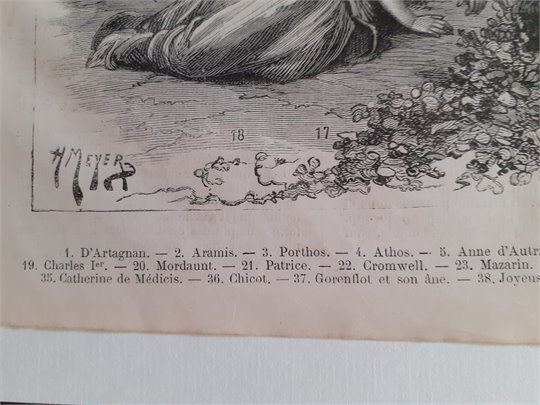 18 17
H MEYER
1. D'Artagnan. — 2. Aramis. — 3. Porthos. — 4. Athos. — 5. Anne d'Autr
19. Charles Ier. — 20. Mordaunt. — 21. Patrice. — 22. Cromwell. — 23. Mazarin.
35. Catherine de Médicis. — 36. Chicot. — 37. Gorenflot et son âne. — 38. Joyeus